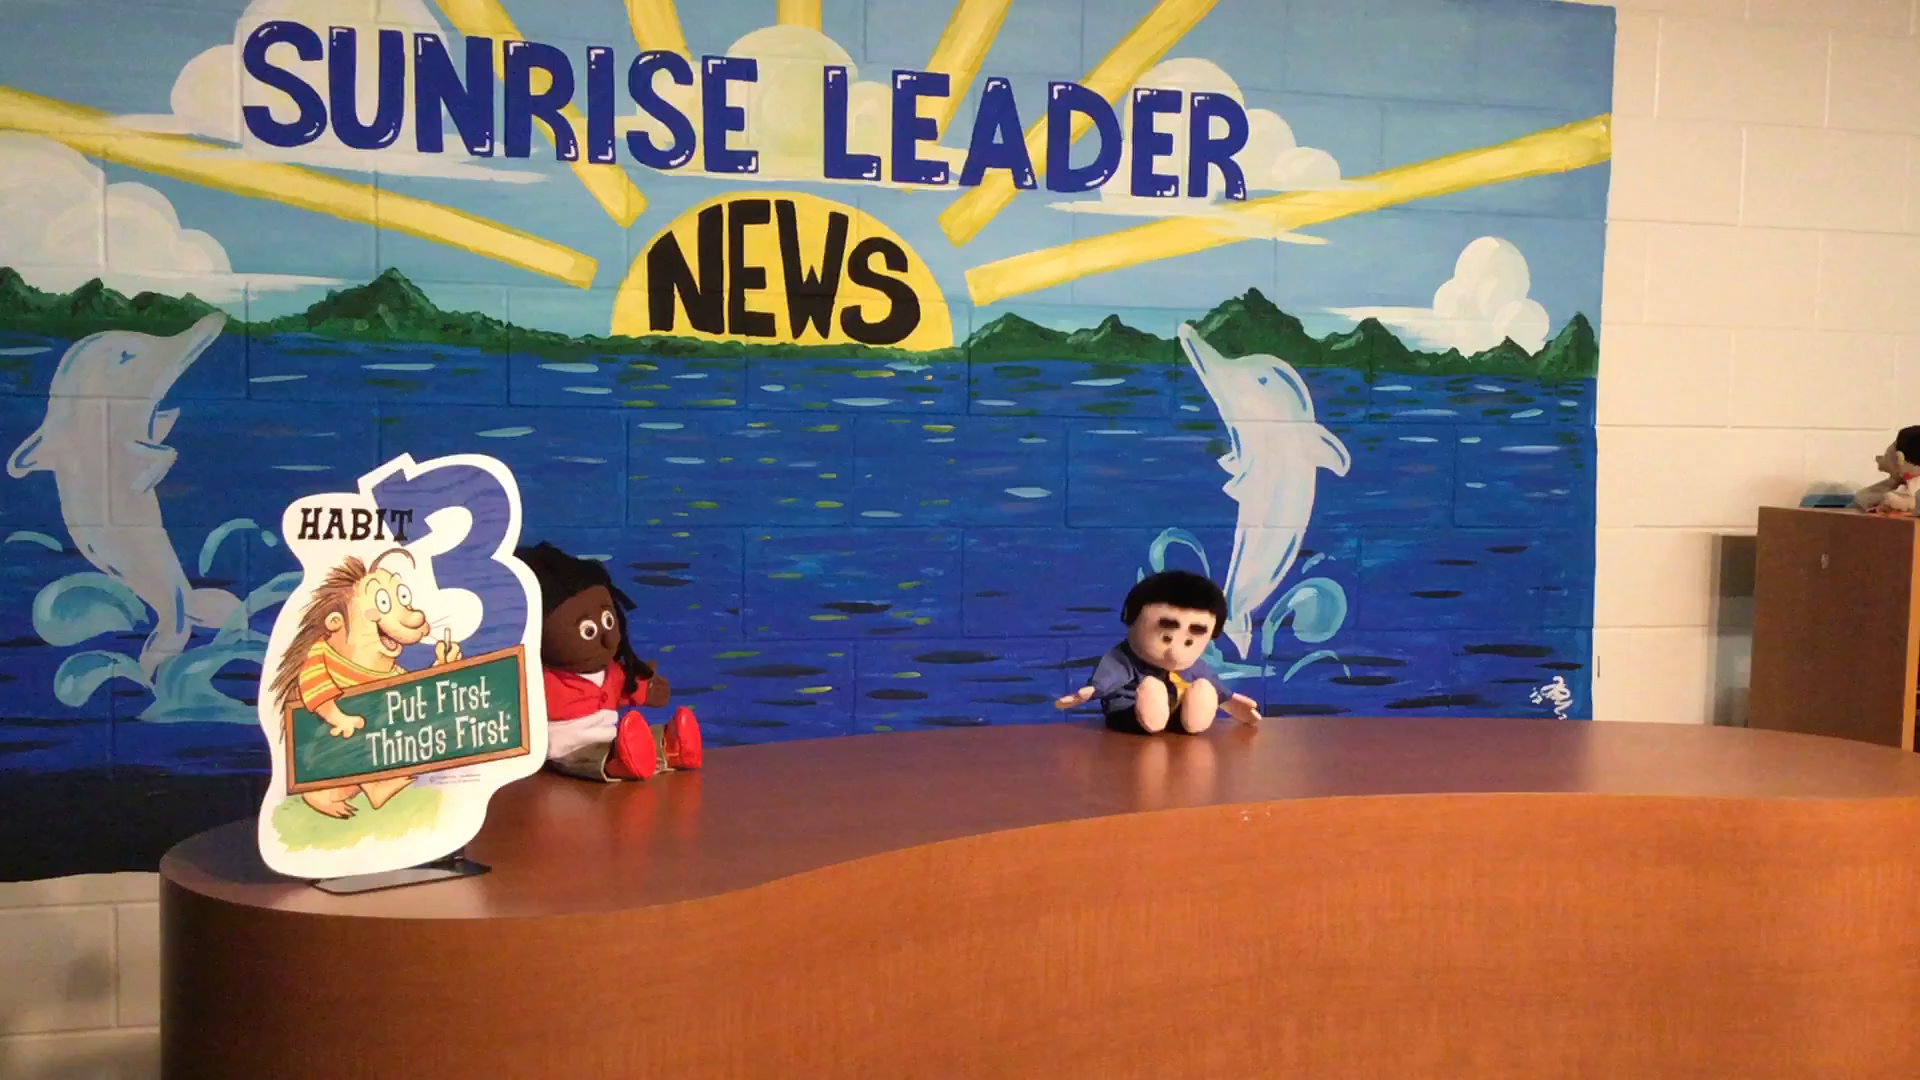 SUNRISE LEADER
NEWS
HABIT 3
Put First
Things First